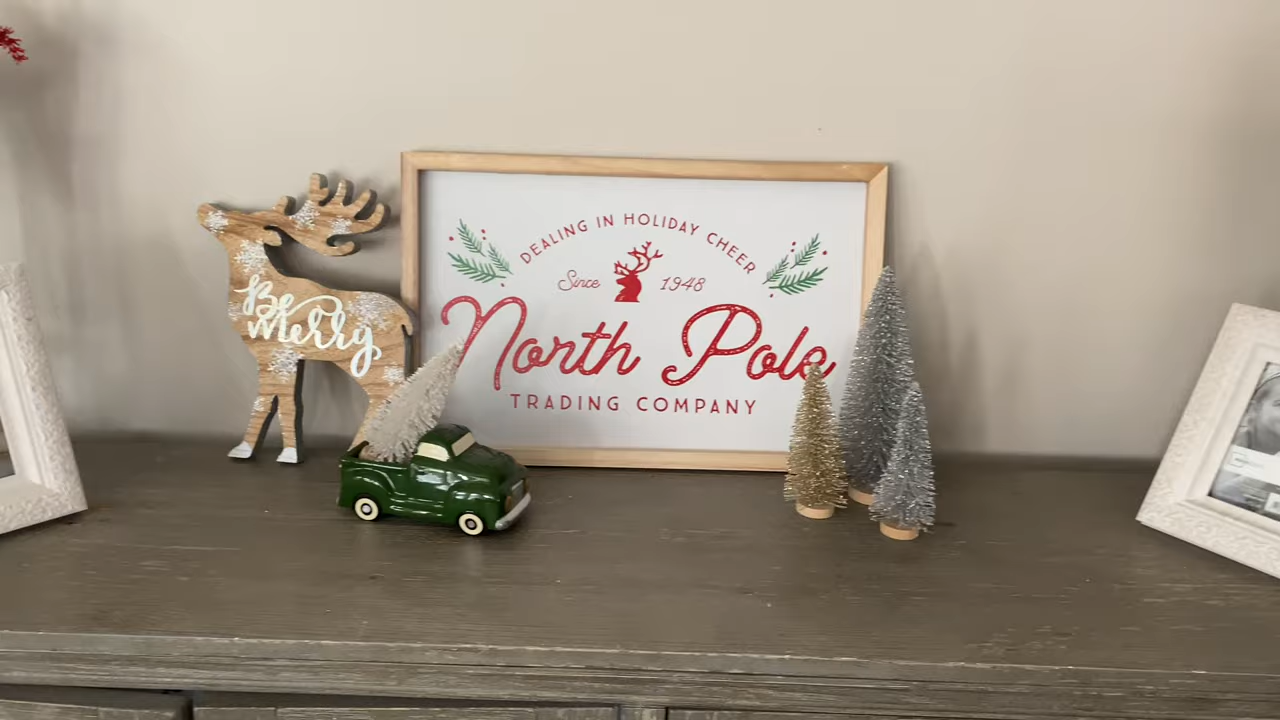 Be
Merry
DEALING IN HOLIDAY CHEER
Since 1948
North Pole
TRADING COMPANY